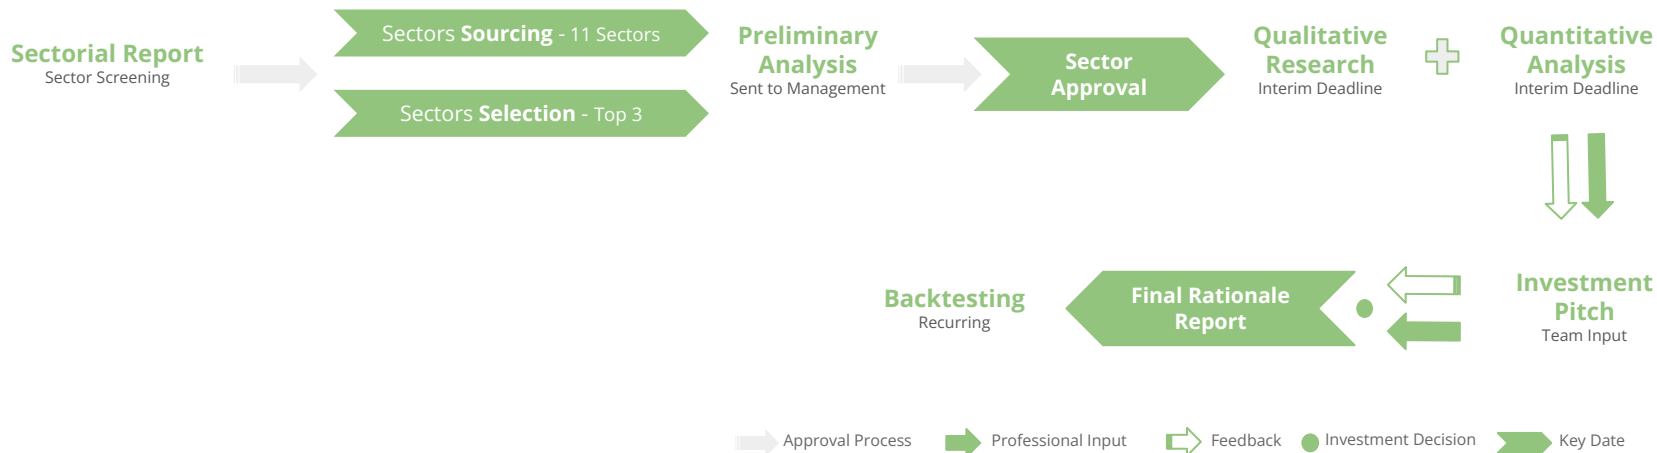 Sectorial Report
Sector Screening
Sectors Sourcing - 11 Sectors
Sectors Selection - Top 3
Preliminary
Analysis
Sent to Management
Sector
Approval
Qualitative
Research
Interim Deadline
Quantitative
Analysis
Interim Deadline
Investment
Pitch
Team Input
Final Rationale
Report
Backtesting
Recurring
Approval Process
Professional Input
Feedback
Investment Decision
Key Date